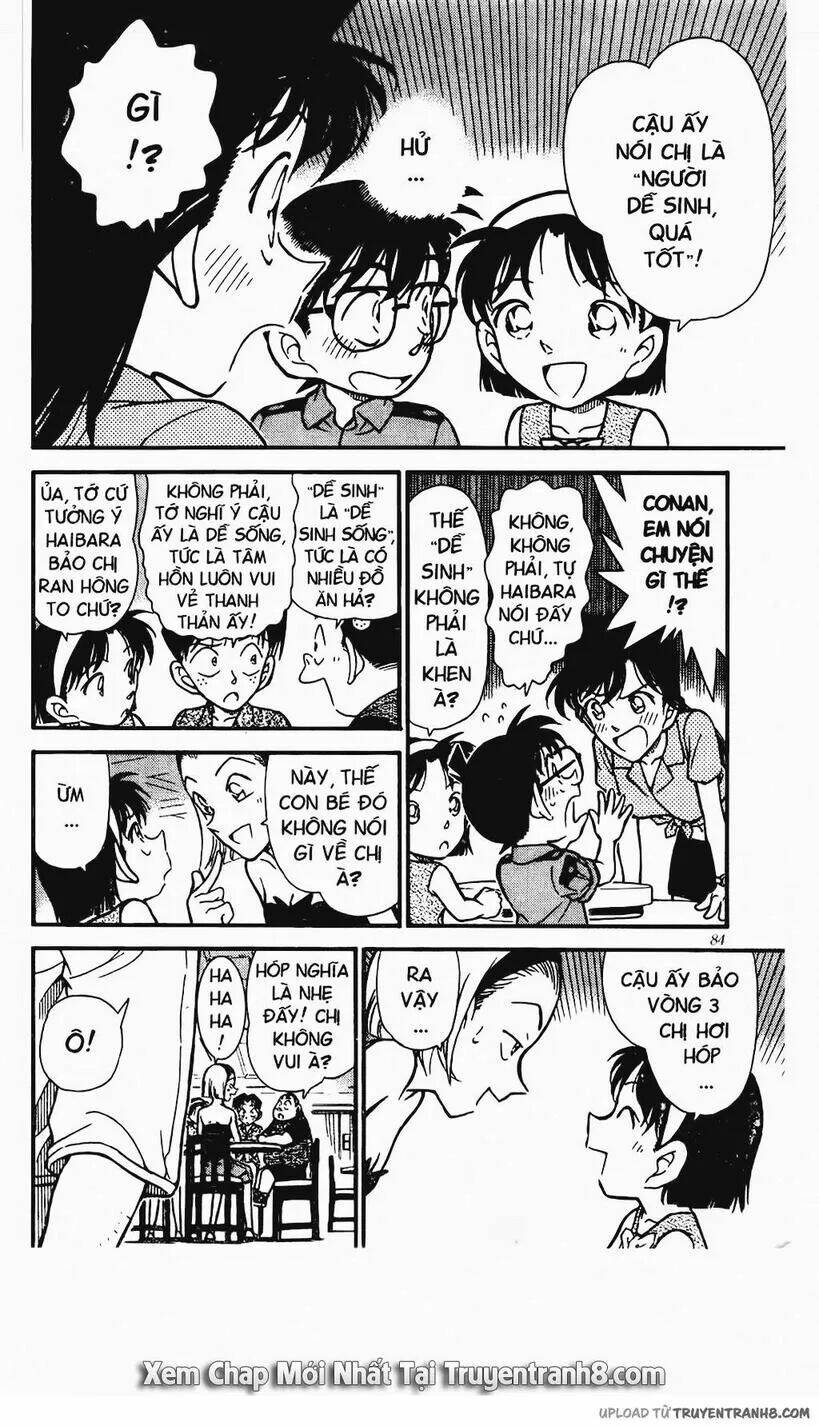 CẬU ẤY
NÓI CHỊ LÀ
"NGƯỜI
DỄ SINH,
QUÁ
TỐT"!
HỬ
...
GÌ
!?
CONAN,
EM NÓI
CHUYỆN
GÌ THẾ
!?
KHÔNG,
KHÔNG
PHẢI, TỰ
HAIBARA
NÓI ĐẤY
CHỨ...
THẾ
"DỄ
SINH"
KHÔNG
PHẢI
LÀ
KHEN
À?
"DỄ SINH"
LÀ "DỄ
SINH SỐNG",
TỨC LÀ CÓ
NHIỀU ĐỒ
ĂN HẢ?
KHÔNG PHẢI,
TỚ NGHĨ Ý CẬU
ẤY LÀ DỄ SỐNG,
TỨC LÀ TÂM
HỒN LUÔN VUI
VẺ THANH
THẢN ẤY!
ỦA, TỚ CỨ
TƯỞNG Ý
HAIBARA
BẢO CHỊ
RAN HÔNG
TO CHỨ?
NÀY, THẾ
CON BÉ ĐÓ
KHÔNG NÓI
GÌ VỀ CHỊ
À?
ỪM
...
84
CẬU ẤY BẢO
VÒNG 3
CHỊ HƠI
HÓP
...
RA
VẬY
...
HÓP NGHĨA
LÀ NHẸ
ĐẤY! CHỊ
KHÔNG
VUI À?
HA
HA
HA
!
Ô!
Xem Chap Mới Nhất Tại Truyentranh8.com
UPLOAD TỪ TRUYENTRANH8.COM